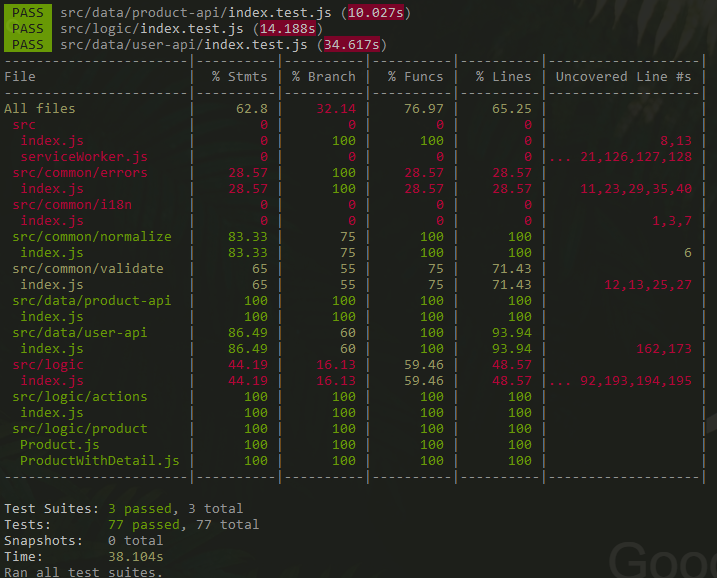 PASS  src/data/product-api/index.test.js (10.027s)
PASS  src/logic/index.test.js (14.188s)
PASS  src/data/user-api/index.test.js (34.617s)
-----------------------|----------|----------|----------|----------|-------------------|
File                   |  % Stmts | % Branch |  % Funcs |  % Lines | Uncovered Line #s |
-----------------------|----------|----------|----------|----------|-------------------|
All files              |     62.8 |    32.14 |    76.97 |    65.25 |                   |
 src                   |        0 |        0 |        0 |        0 |                   |
  index.js             |        0 |      100 |      100 |        0 |              8,13 |
  serviceWorker.js     |        0 |        0 |        0 |        0 |... 21,126,127,128 |
 src/common/errors     |    28.57 |      100 |    28.57 |    28.57 |                   |
  index.js             |    28.57 |      100 |    28.57 |    28.57 |    11,23,29,35,40 |
 src/common/i18n       |        0 |        0 |        0 |        0 |                   |
  index.js             |        0 |        0 |        0 |        0 |             1,3,7 |
 src/common/normalize  |    83.33 |       75 |      100 |      100 |                   |
  index.js             |    83.33 |       75 |      100 |      100 |                 6 |
 src/common/validate   |       65 |       55 |       75 |    71.43 |                   |
  index.js             |       65 |       55 |       75 |    71.43 |       12,13,25,27 |
 src/data/product-api  |      100 |      100 |      100 |      100 |                   |
  index.js             |      100 |      100 |      100 |      100 |                   |
 src/data/user-api     |    86.49 |       60 |      100 |    93.94 |                   |
  index.js             |    86.49 |       60 |      100 |    93.94 |           162,173 |
 src/logic             |    44.19 |    16.13 |    59.46 |    48.57 |                   |
  index.js             |    44.19 |    16.13 |    59.46 |    48.57 |... 92,193,194,195 |
 src/logic/actions     |      100 |      100 |      100 |      100 |                   |
  index.js             |      100 |      100 |      100 |      100 |                   |
 src/logic/product     |      100 |      100 |      100 |      100 |                   |
  Product.js           |      100 |      100 |      100 |      100 |                   |
  ProductWithDetail.js |      100 |      100 |      100 |      100 |                   |
-----------------------|----------|----------|----------|----------|-------------------|
Test Suites: 3 passed, 3 total
Tests:       77 passed, 77 total
Snapshots:   0 total
Time:        38.104s
Ran all test suites.